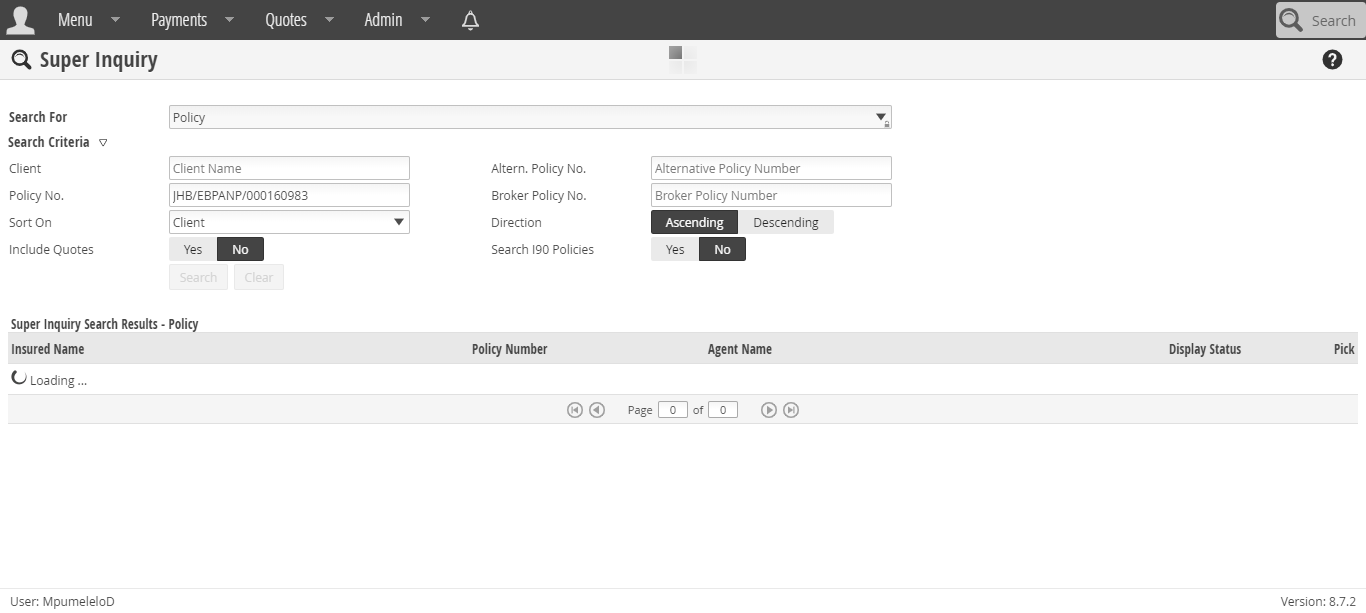 Menu Payments Quotes Admin Search
Super Inquiry
Search For Policy
Search Criteria
Client Client Name Altern. Policy No. Alternative Policy Number
Policy No. JHB/EBPANP/000160983 Broker Policy No. Broker Policy Number
Sort On Client Direction Ascending Descending
Include Quotes Yes No Search I90 Policies Yes No
Search Clear
Super Inquiry Search Results - Policy
Insured Name Policy Number Agent Name Display Status Pick
Loading ...
Page 0 of 0
User: MpumeleloD Version: 8.7.2